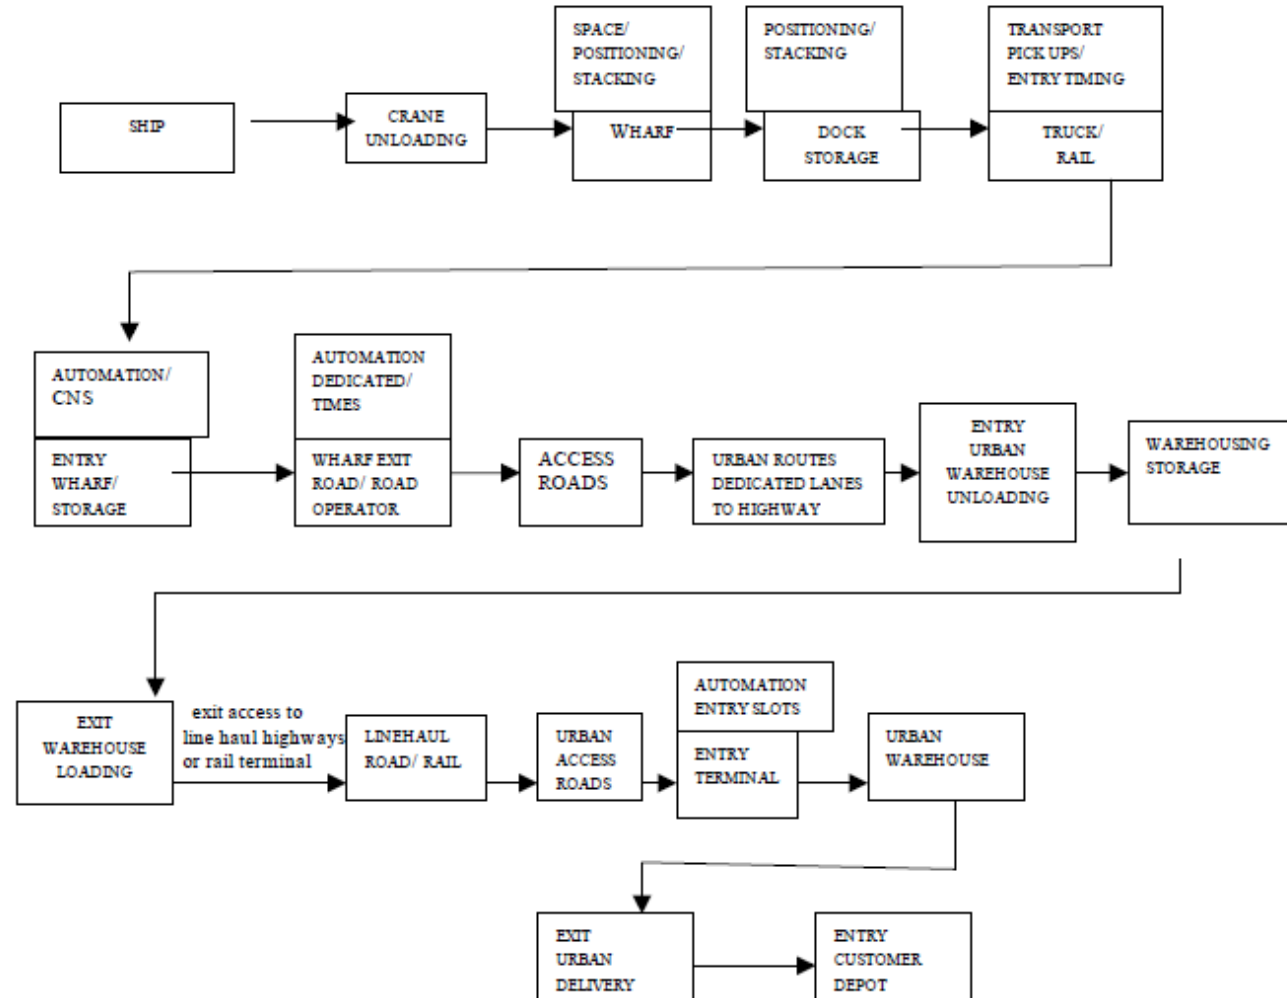 SPACE/
POSITIONING/
STACKING
POSITIONING/
STACKING
TRANSPORT
PICK UPS/
ENTRY TIMING
SHIP
CRANE
UNLOADING
WHARF
DOCK
STORAGE
TRUCK/
RAIL
AUTOMATION/
CNS
AUTOMATION
DEDICATED/
TIMES
ENTRY
WHARF/
STORAGE
WHARF EXIT
ROAD/ ROAD
OPERATOR
ACCESS
ROADS
URBAN ROUTES
DEDICATED LANES
TO HIGHWAY
ENTRY
URBAN
WAREHOUSE
UNLOADING
WAREHOUSING
STORAGE
EXIT
WAREHOUSE
LOADING
exit access to
line haul highways
or rail terminal
LINEHAUL
ROAD/ RAIL
URBAN
ACCESS
ROADS
AUTOMATION
ENTRY SLOTS
ENTRY
TERMINAL
URBAN
WAREHOUSE
EXIT
URBAN
DELIVERY
ENTRY
CUSTOMER
DEPOT